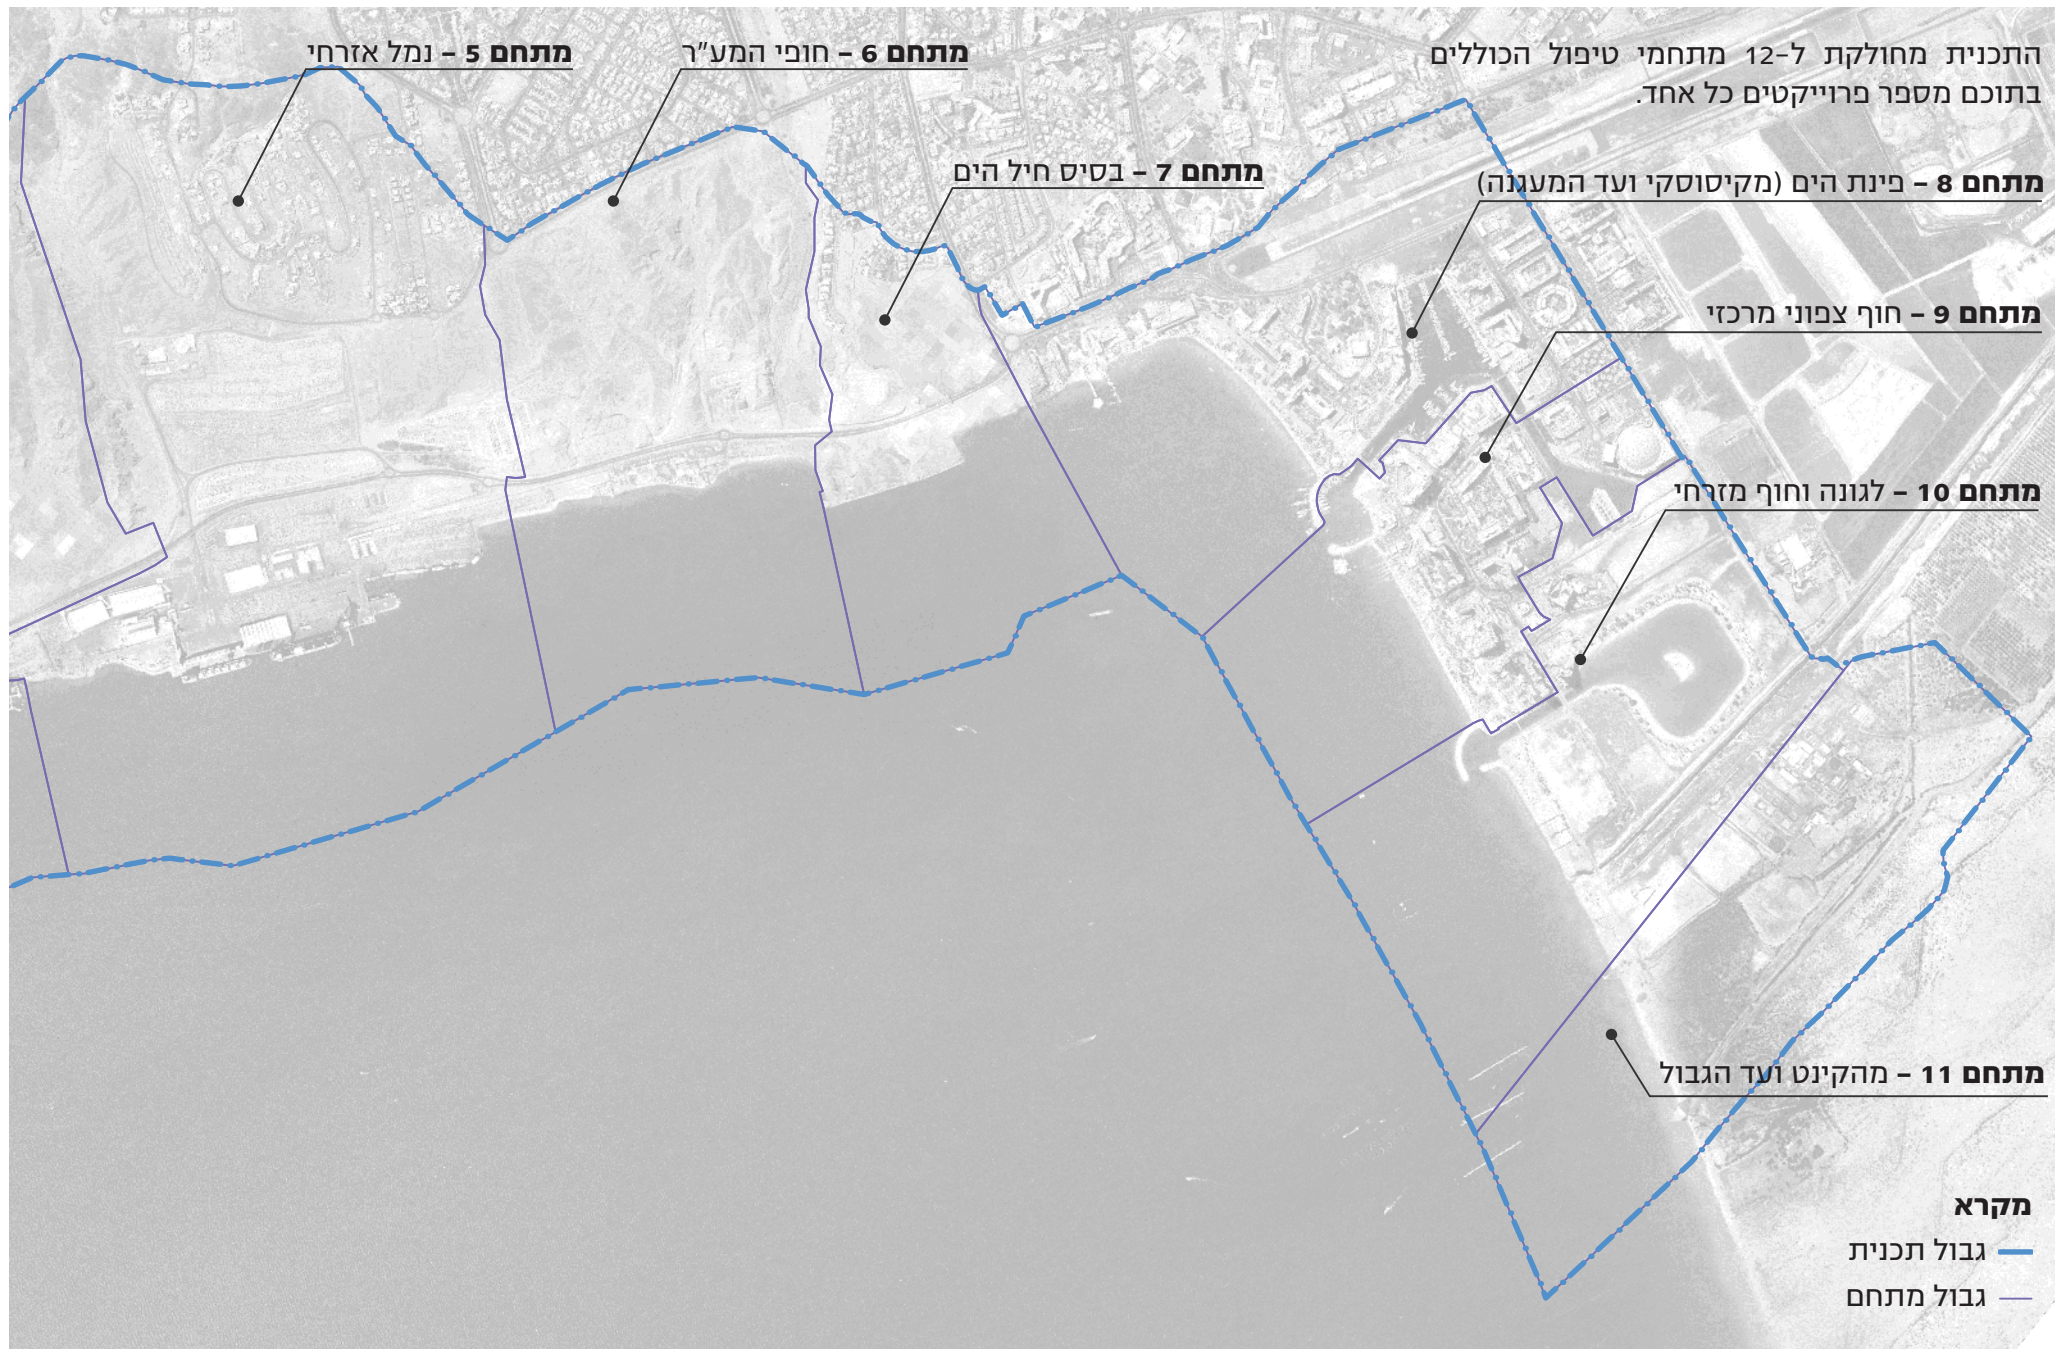 התכנית מחולקת ל-12 מתחמי טיפול הכוללים
בתוכם מספר פרוייקטים כל אחד.
מתחם 5 – נמל אזרחי
מתחם 6 – חופי המע"ר
מתחם 7 – בסיס חיל הים
מתחם 8 – פינת הים (מקיסוסקי ועד המעגנה)
מתחם 9 – חוף צפוני מרכזי
מתחם 10 – לגונה וחוף מזרחי
מתחם 11 – מהקינט ועד הגבול
מקרא
גבול תכנית
גבול מתחם